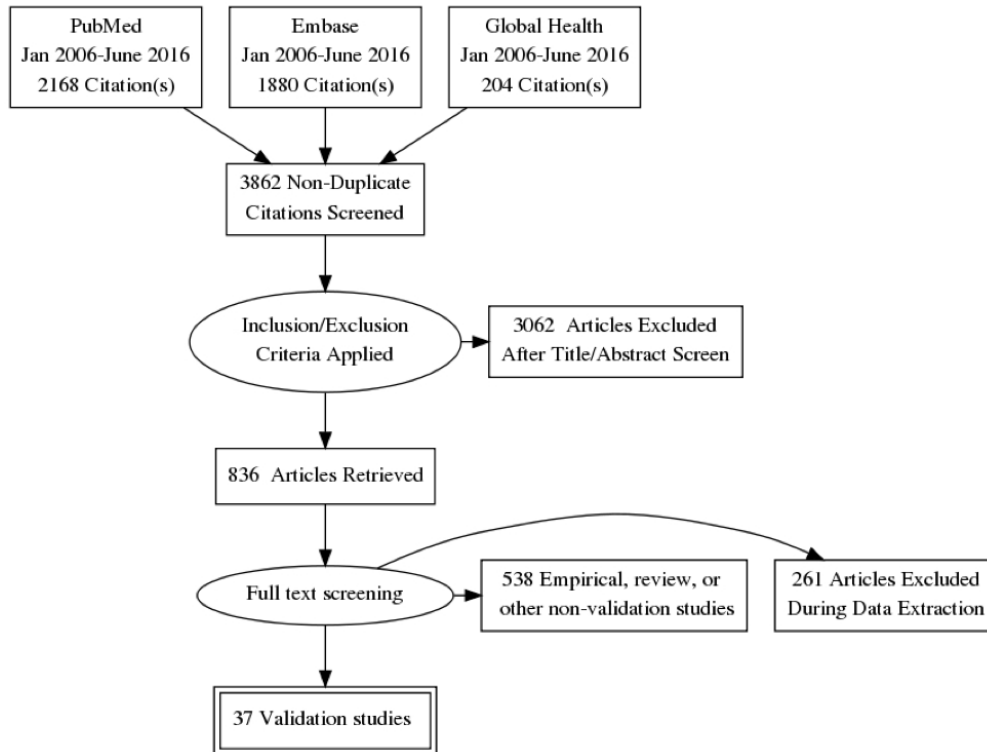 PubMed
Jan 2006-June 2016
2168 Citation(s)
Embase
Jan 2006-June 2016
1880 Citation(s)
Global Health
Jan 2006-June 2016
204 Citation(s)
3862 Non-Duplicate
Citations Screened
Inclusion/Exclusion
Criteria Applied
3062 Articles Excluded
After Title/Abstract Screen
836 Articles Retrieved
Full text screening
538 Empirical, review, or
other non-validation studies
261 Articles Excluded
During Data Extraction
37 Validation studies